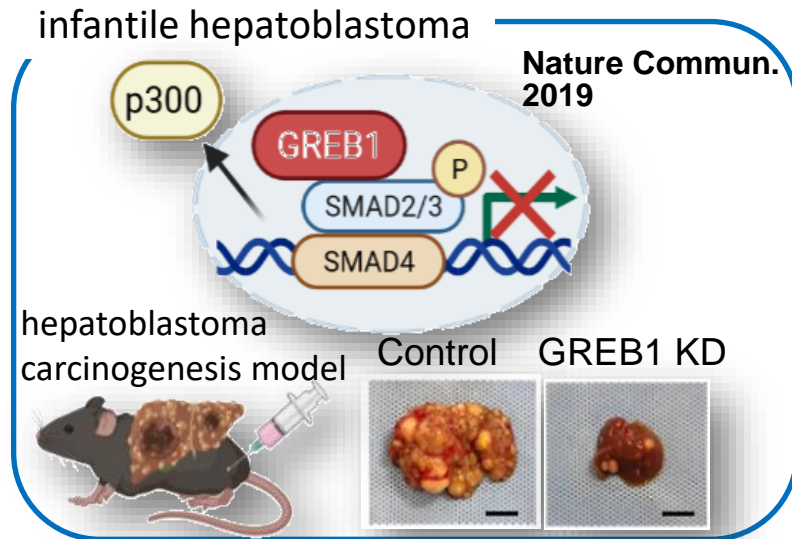 infantile hepatoblastoma
Nature Commun.
2019
p300
GREB1
P
SMAD2/3
SMAD4
hepatoblastoma
carcinogenesis model
Control
GREB1 KD